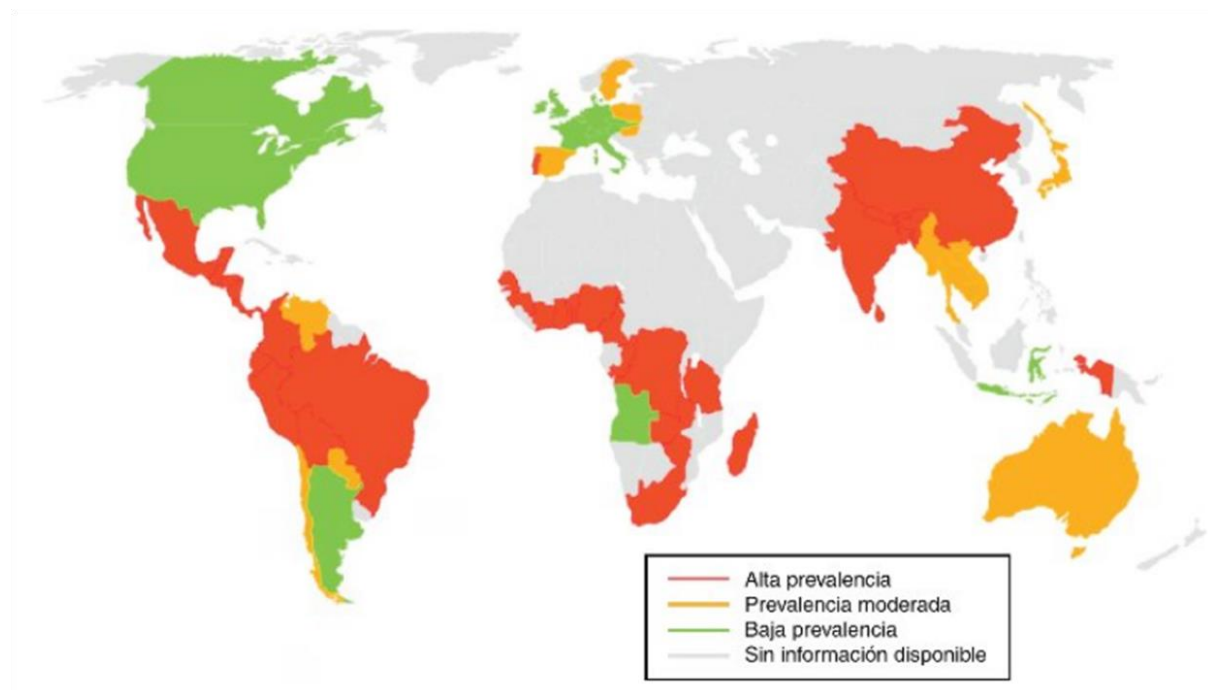 Alta prevalencia
Prevalencia moderada
Baja prevalencia
Sin información disponible